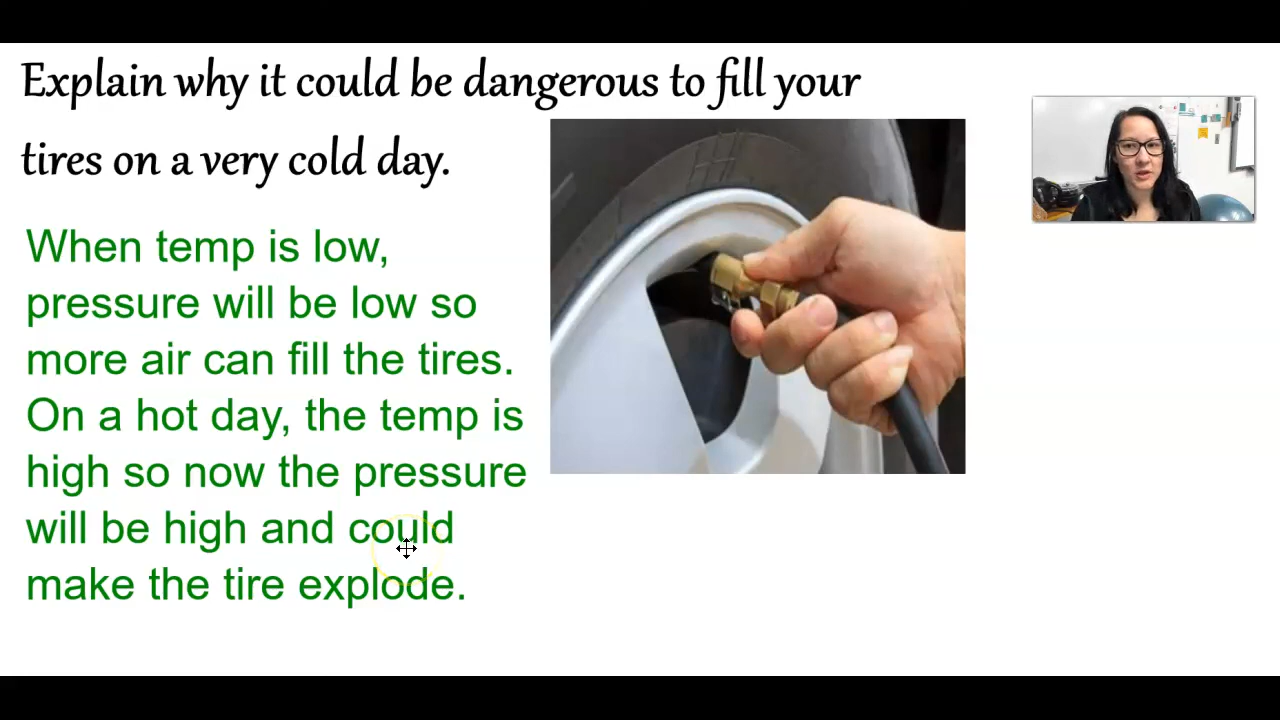 Explain why it could be dangerous to fill your
tires on a very cold day.
When temp is low,
pressure will be low so
more air can fill the tires.
On a hot day, the temp is
high so now the pressure
will be high and could
make the tire explode.